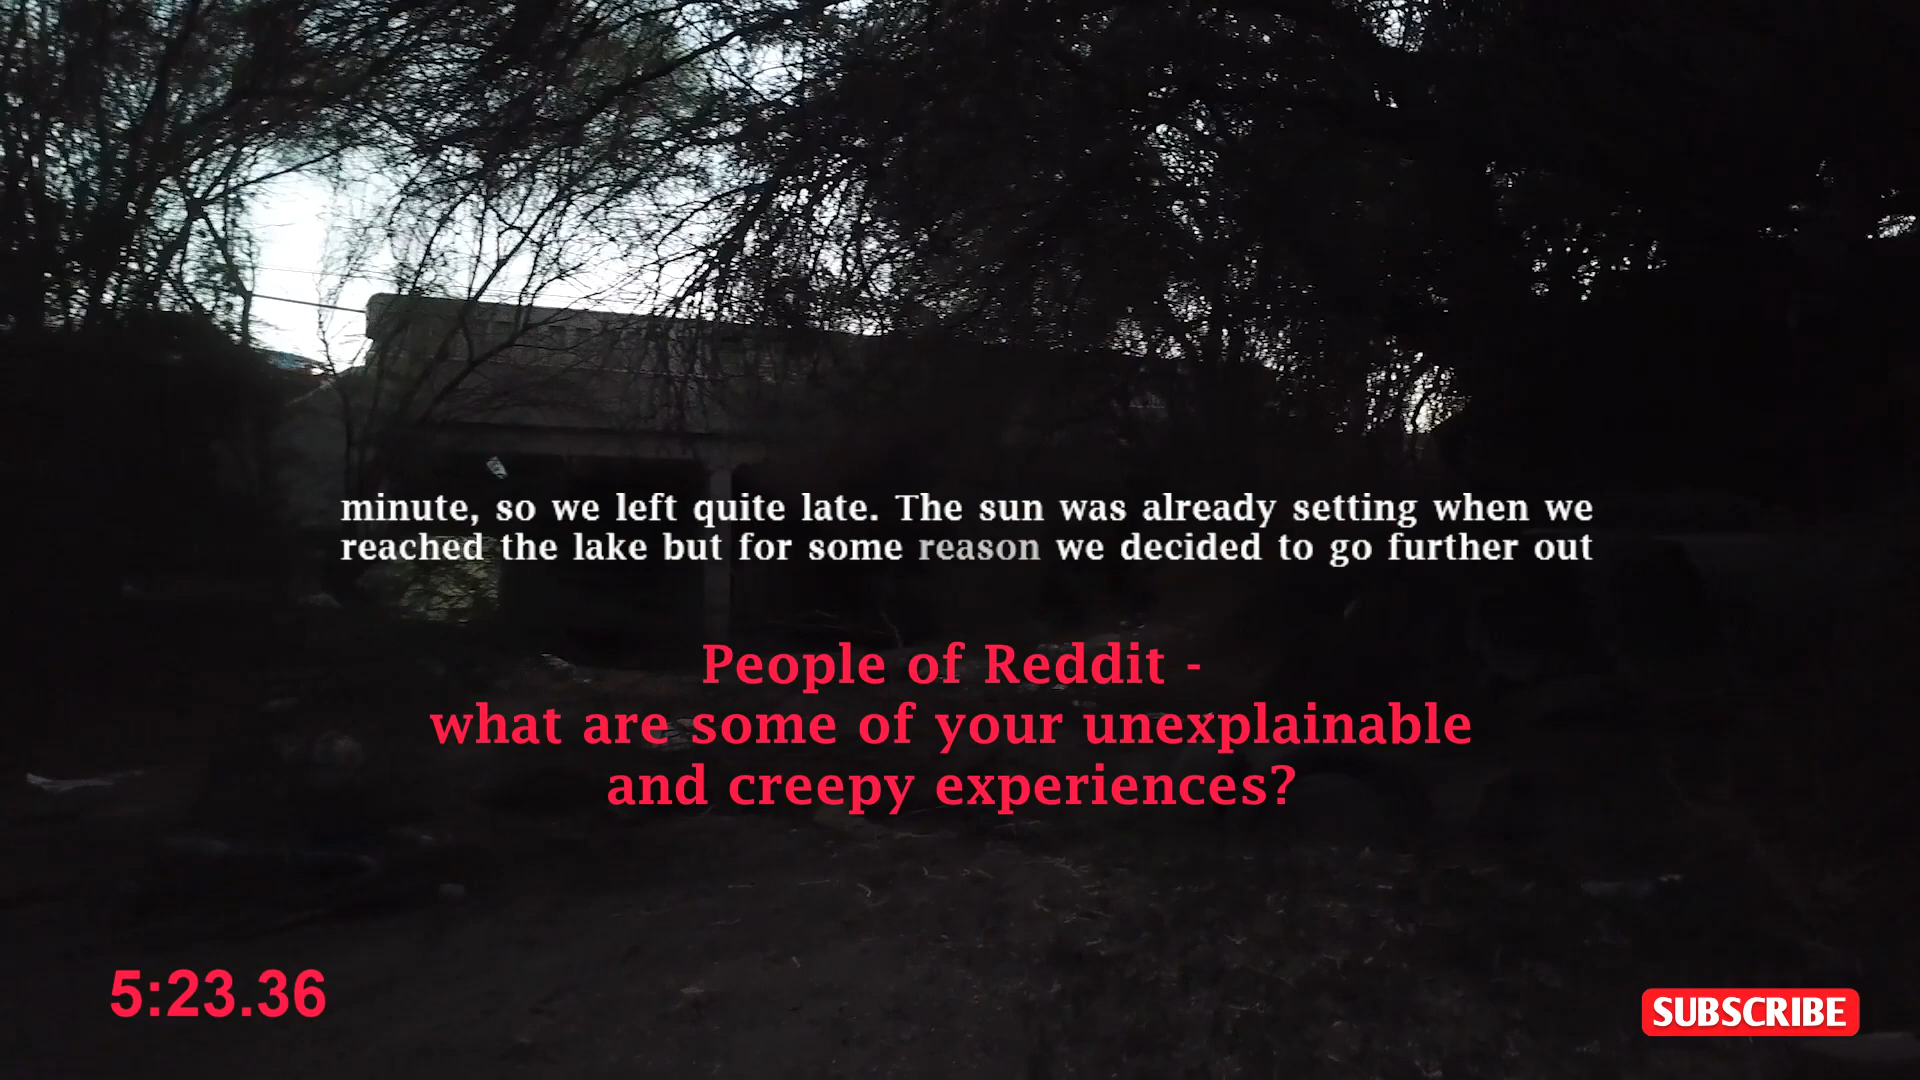 minute, so we left quite late. The sun was already setting when we
reached the lake but for some reason we decided to go further out
People of Reddit -
what are some of your unexplainable
and creepy experiences?
5:23.36
SUBSCRIBE